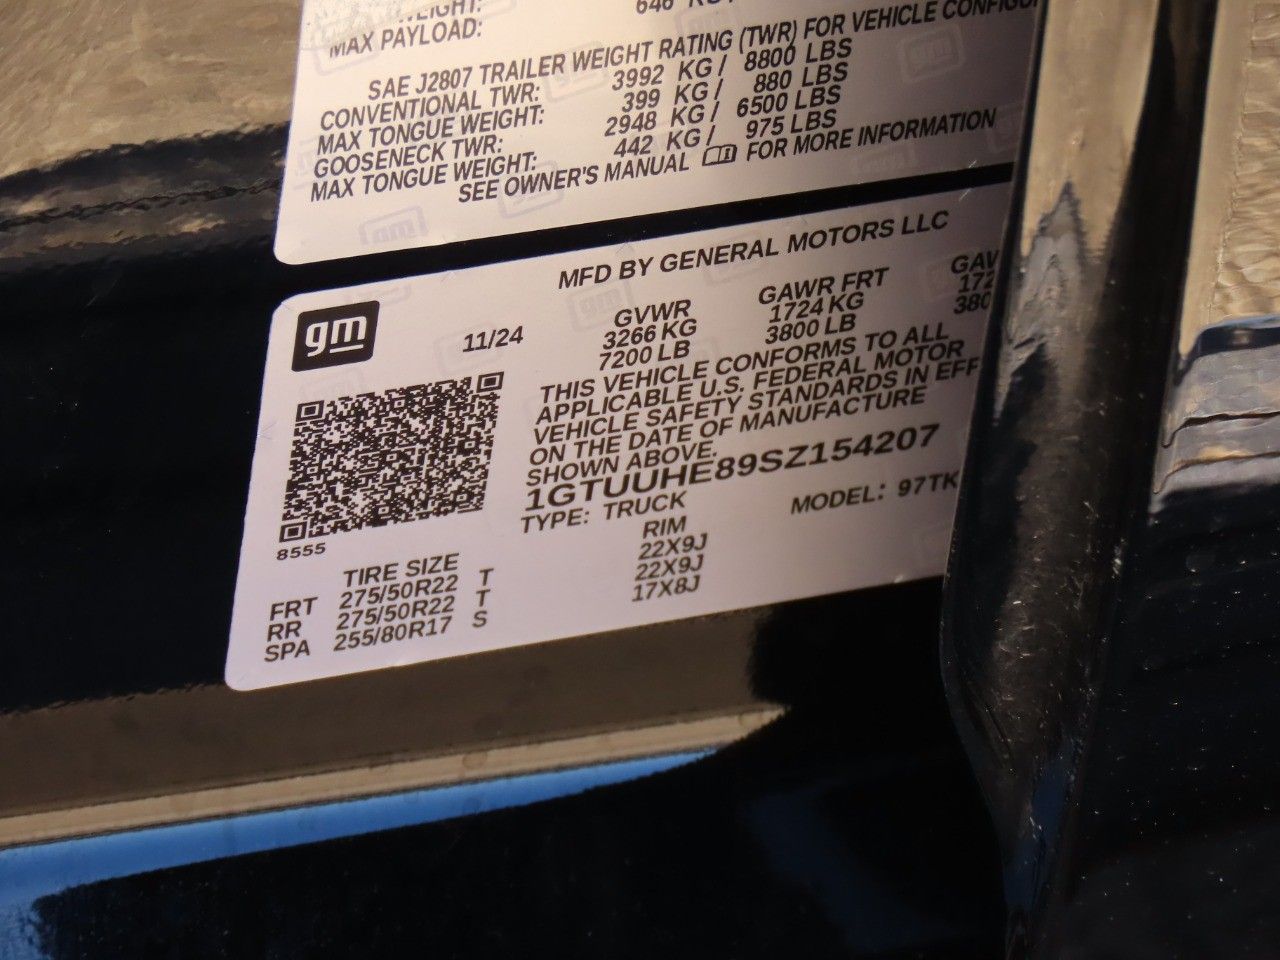 MAX PAYLOAD:
SAE J2807 TRAILER WEIGHT RATING (TWR) FOR VEHICLE
CONVENTIONAL TWR: 3992 KG / 8800 LBS
MAX TONGUE WEIGHT: 399 KG / 880 LBS
GOOSENECK TWR: 2948 KG / 6500 LBS
MAX TONGUE WEIGHT: 442 KG / 975 LBS
SEE OWNER'S MANUAL FOR MORE INFORMATION
MFD BY GENERAL MOTORS LLC
gm 11/24 GVWR GAWR FRT
3266 KG 1724 KG
7200 LB 3800 LB
THIS VEHICLE CONFORMS TO ALL
APPLICABLE U.S. FEDERAL MOTOR
VEHICLE SAFETY STANDARDS IN EFF
ON THE DATE OF MANUFACTURE
SHOWN ABOVE.
1GTUUHE89SZ154207
TYPE: TRUCK MODEL: 97TK
8555
TIRE SIZE RIM
FRT 275/50R22 T 22X9J
RR 275/50R22 T 22X9J
SPA 255/80R17 S 17X8J